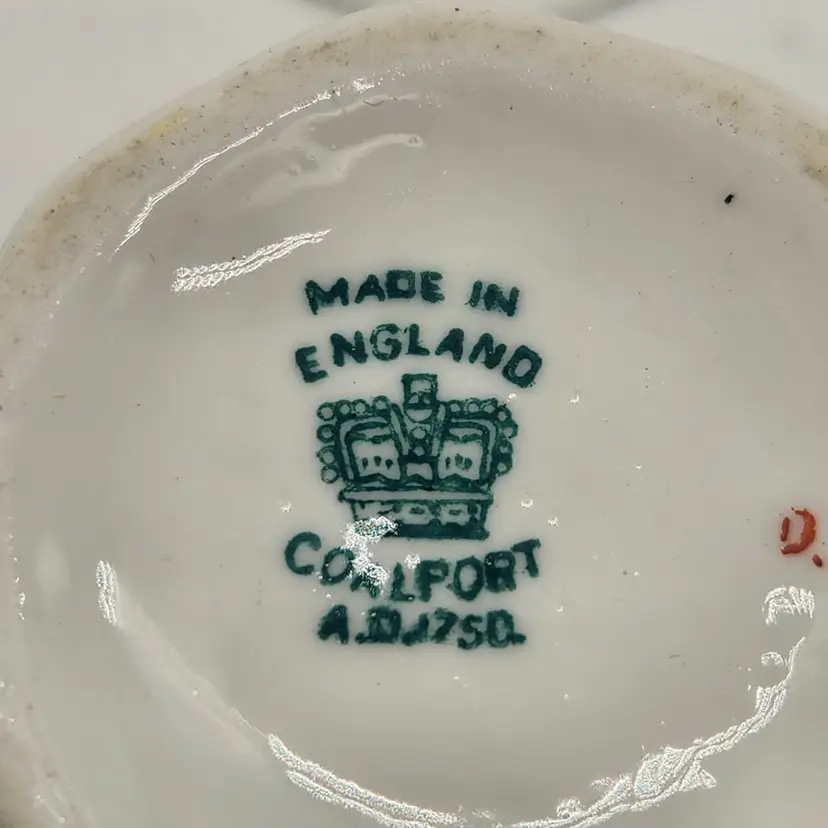 MADE IN
ENGLAND
COALPORT
A.D.1750.
D.